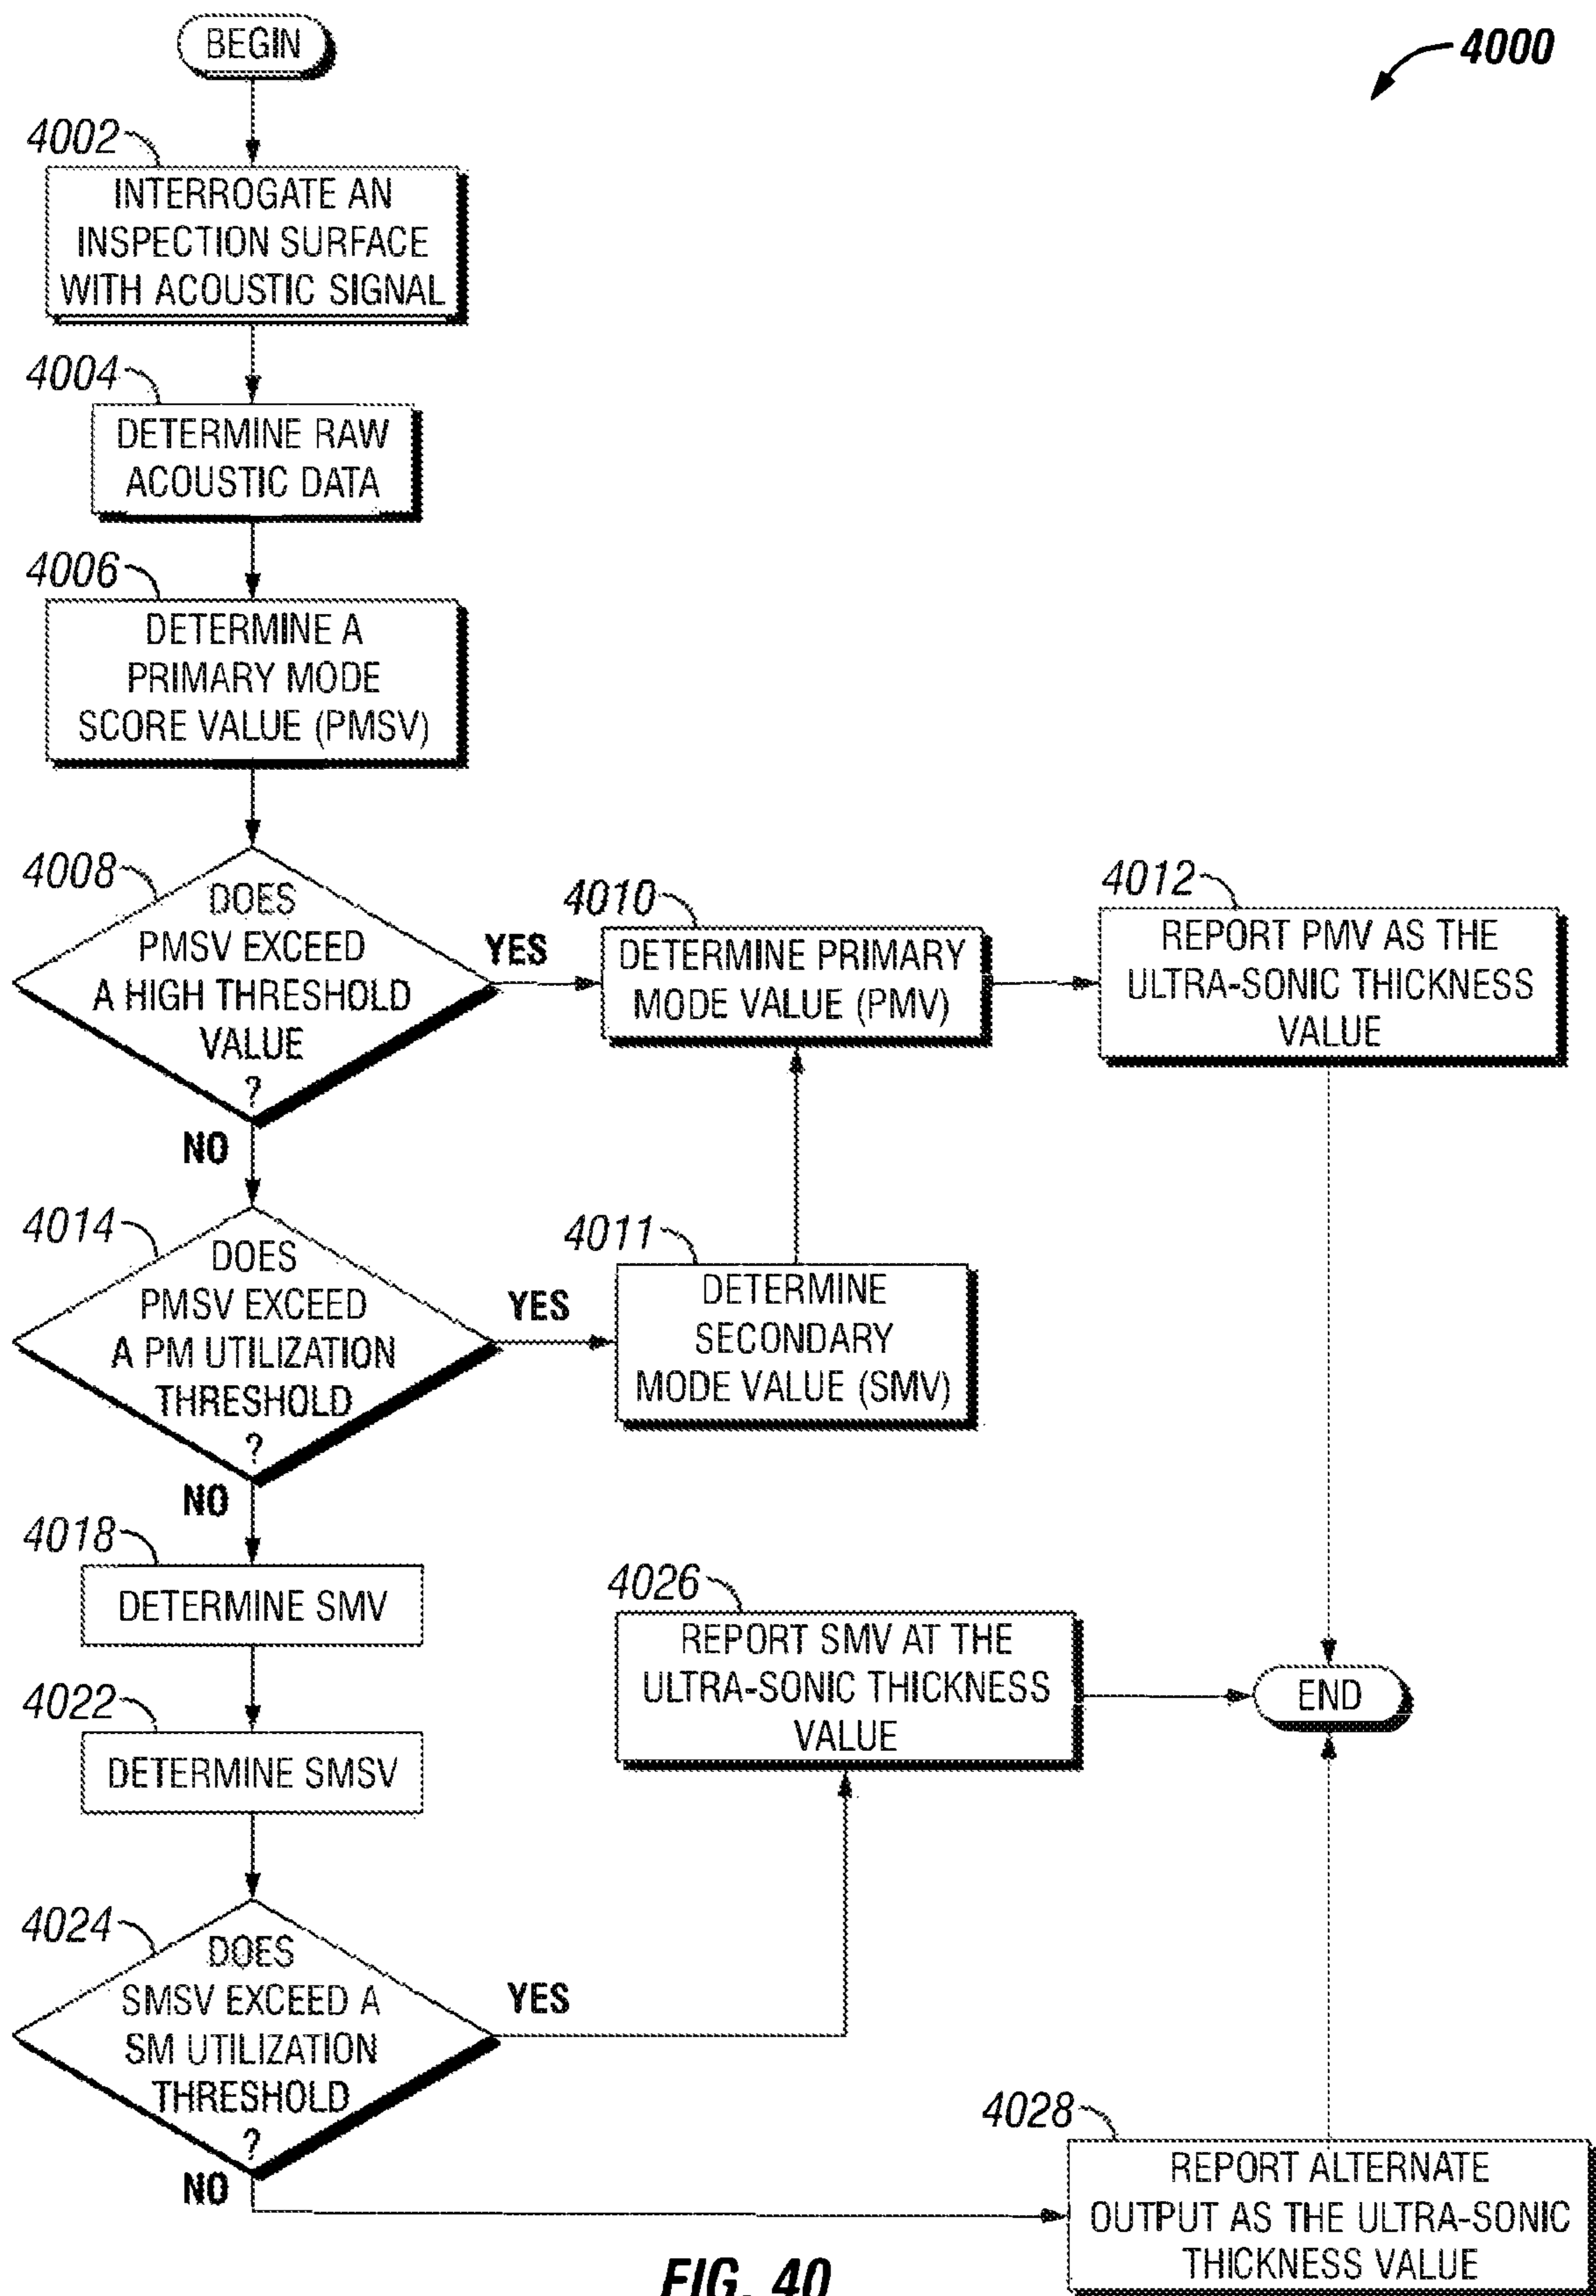 BEGIN
4000
4002
INTERROGATE AN
INSPECTION SURFACE
WITH ACOUSTIC SIGNAL
4004
DETERMINE RAW
ACOUSTIC DATA
4006
DETERMINE A
PRIMARY MODE
SCORE VALUE (PMSV)
4008
DOES
PMSV EXCEED
A HIGH THRESHOLD
VALUE
?
YES
NO
4010
DETERMINE PRIMARY
MODE VALUE (PMV)
4012
REPORT PMV AS THE
ULTRA-SONIC THICKNESS
VALUE
4014
DOES
PMSV EXCEED
A PM UTILIZATION
THRESHOLD
?
YES
NO
4011
DETERMINE
SECONDARY
MODE VALUE (SMV)
4018
DETERMINE SMV
4022
DETERMINE SMSV
4026
REPORT SMV AT THE
ULTRA-SONIC THICKNESS
VALUE
END
4024
DOES
SMSV EXCEED A
SM UTILIZATION
THRESHOLD
?
YES
NO
4028
REPORT ALTERNATE
OUTPUT AS THE ULTRA-SONIC
THICKNESS VALUE
FIG. 40